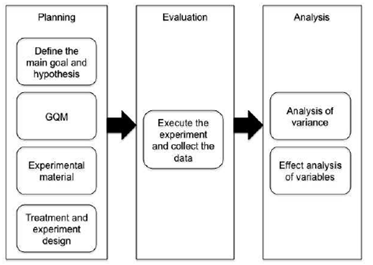 Planning
Define the
main goal and
hypothesis
GQM
Experimental
material
Treatment and
experiment
design
Evaluation
Execute the
experiment
and collect the
data
Analysis
Analysis of
variance
Effect analysis
of variables